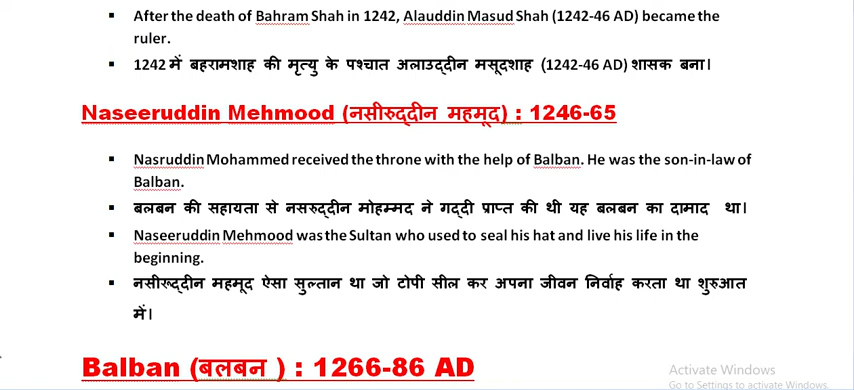 ▪ After the death of Bahram Shah in 1242, Alauddin Masud Shah (1242-46 AD) became the
ruler.
▪ 1242 में बहरामशाह की मृत्यु के पश्चात अलाउद्दीन मसूदशाह (1242-46 AD) शासक बना।
Naseeruddin Mehmood (नसीरुद्दीन महमूद) : 1246-65
▪ Nasruddin Mohammed received the throne with the help of Balban. He was the son-in-law of
Balban.
▪ बलबन की सहायता से नसरुद्दीन मोहम्मद ने गद्दी प्राप्त की थी यह बलबन का दामाद था।
▪ Naseeruddin Mehmood was the Sultan who used to seal his hat and live his life in the
beginning.
▪ नसीरूद्दीन महमूद ऐसा सुल्तान था जो टोपी सील कर अपना जीवन निर्वाह करता था शुरुआत
में।
Balban (बलबन ) : 1266-86 AD
Activate Windows
Go to Settings to activate Windows.